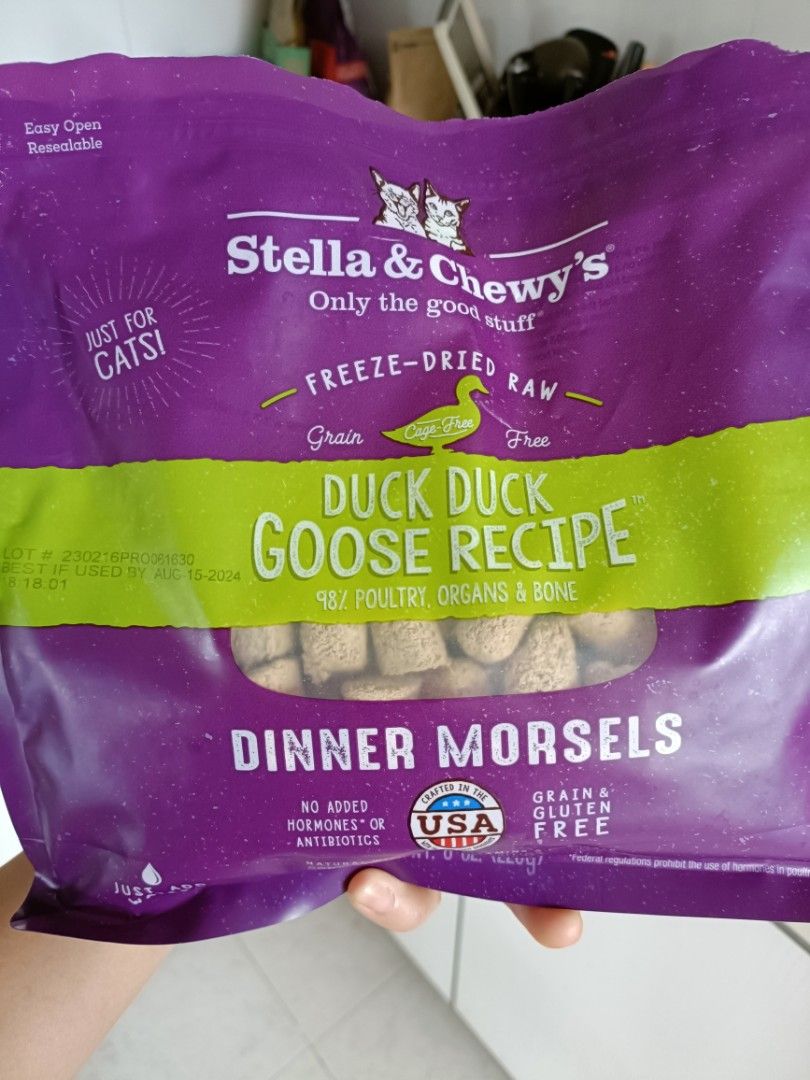 Easy Open
Resealable
Stella & Chewy's®
Only the good stuff
JUST FOR
CATS!
FREEZE-DRIED RAW
Grain Cage-Free Free
DUCK DUCK
GOOSE RECIPE™
98% POULTRY, ORGANS & BONE
LOT # 230216PRO061630
BEST IF USED BY AUG-15-2024
18:18.01
DINNER MORSELS
NO ADDED
HORMONES* OR
ANTIBIOTICS
CRAFTED IN THE
USA
GRAIN &
GLUTEN
FREE
*Federal regulations prohibit the use of hormones in
JUST ADD